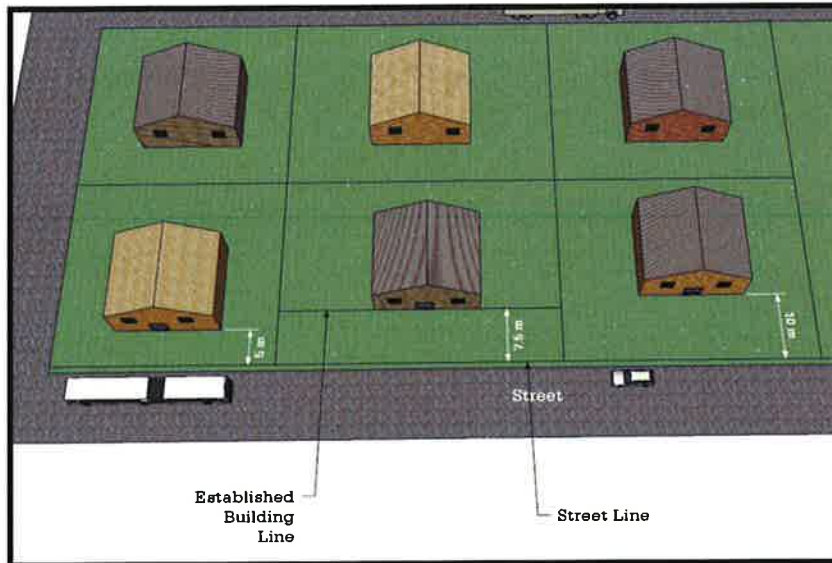 5 m
7.5 m
10 m
Street
Established
Building
Line
Street Line